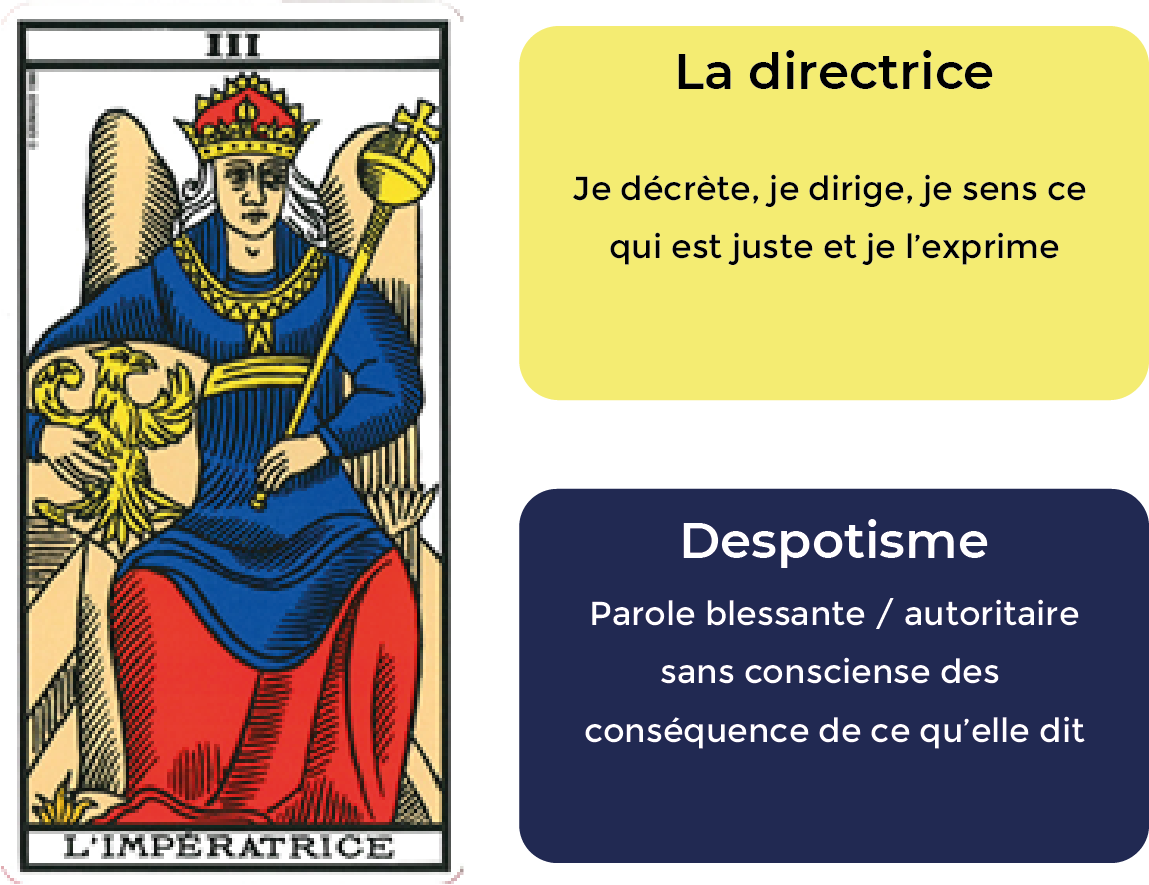 III
L'IMPÉRATRICE
La directrice
Je décrète, je dirige, je sens ce
qui est juste et je l’exprime
Despotisme
Parole blessante / autoritaire
sans consciense des
conséquence de ce qu’elle dit